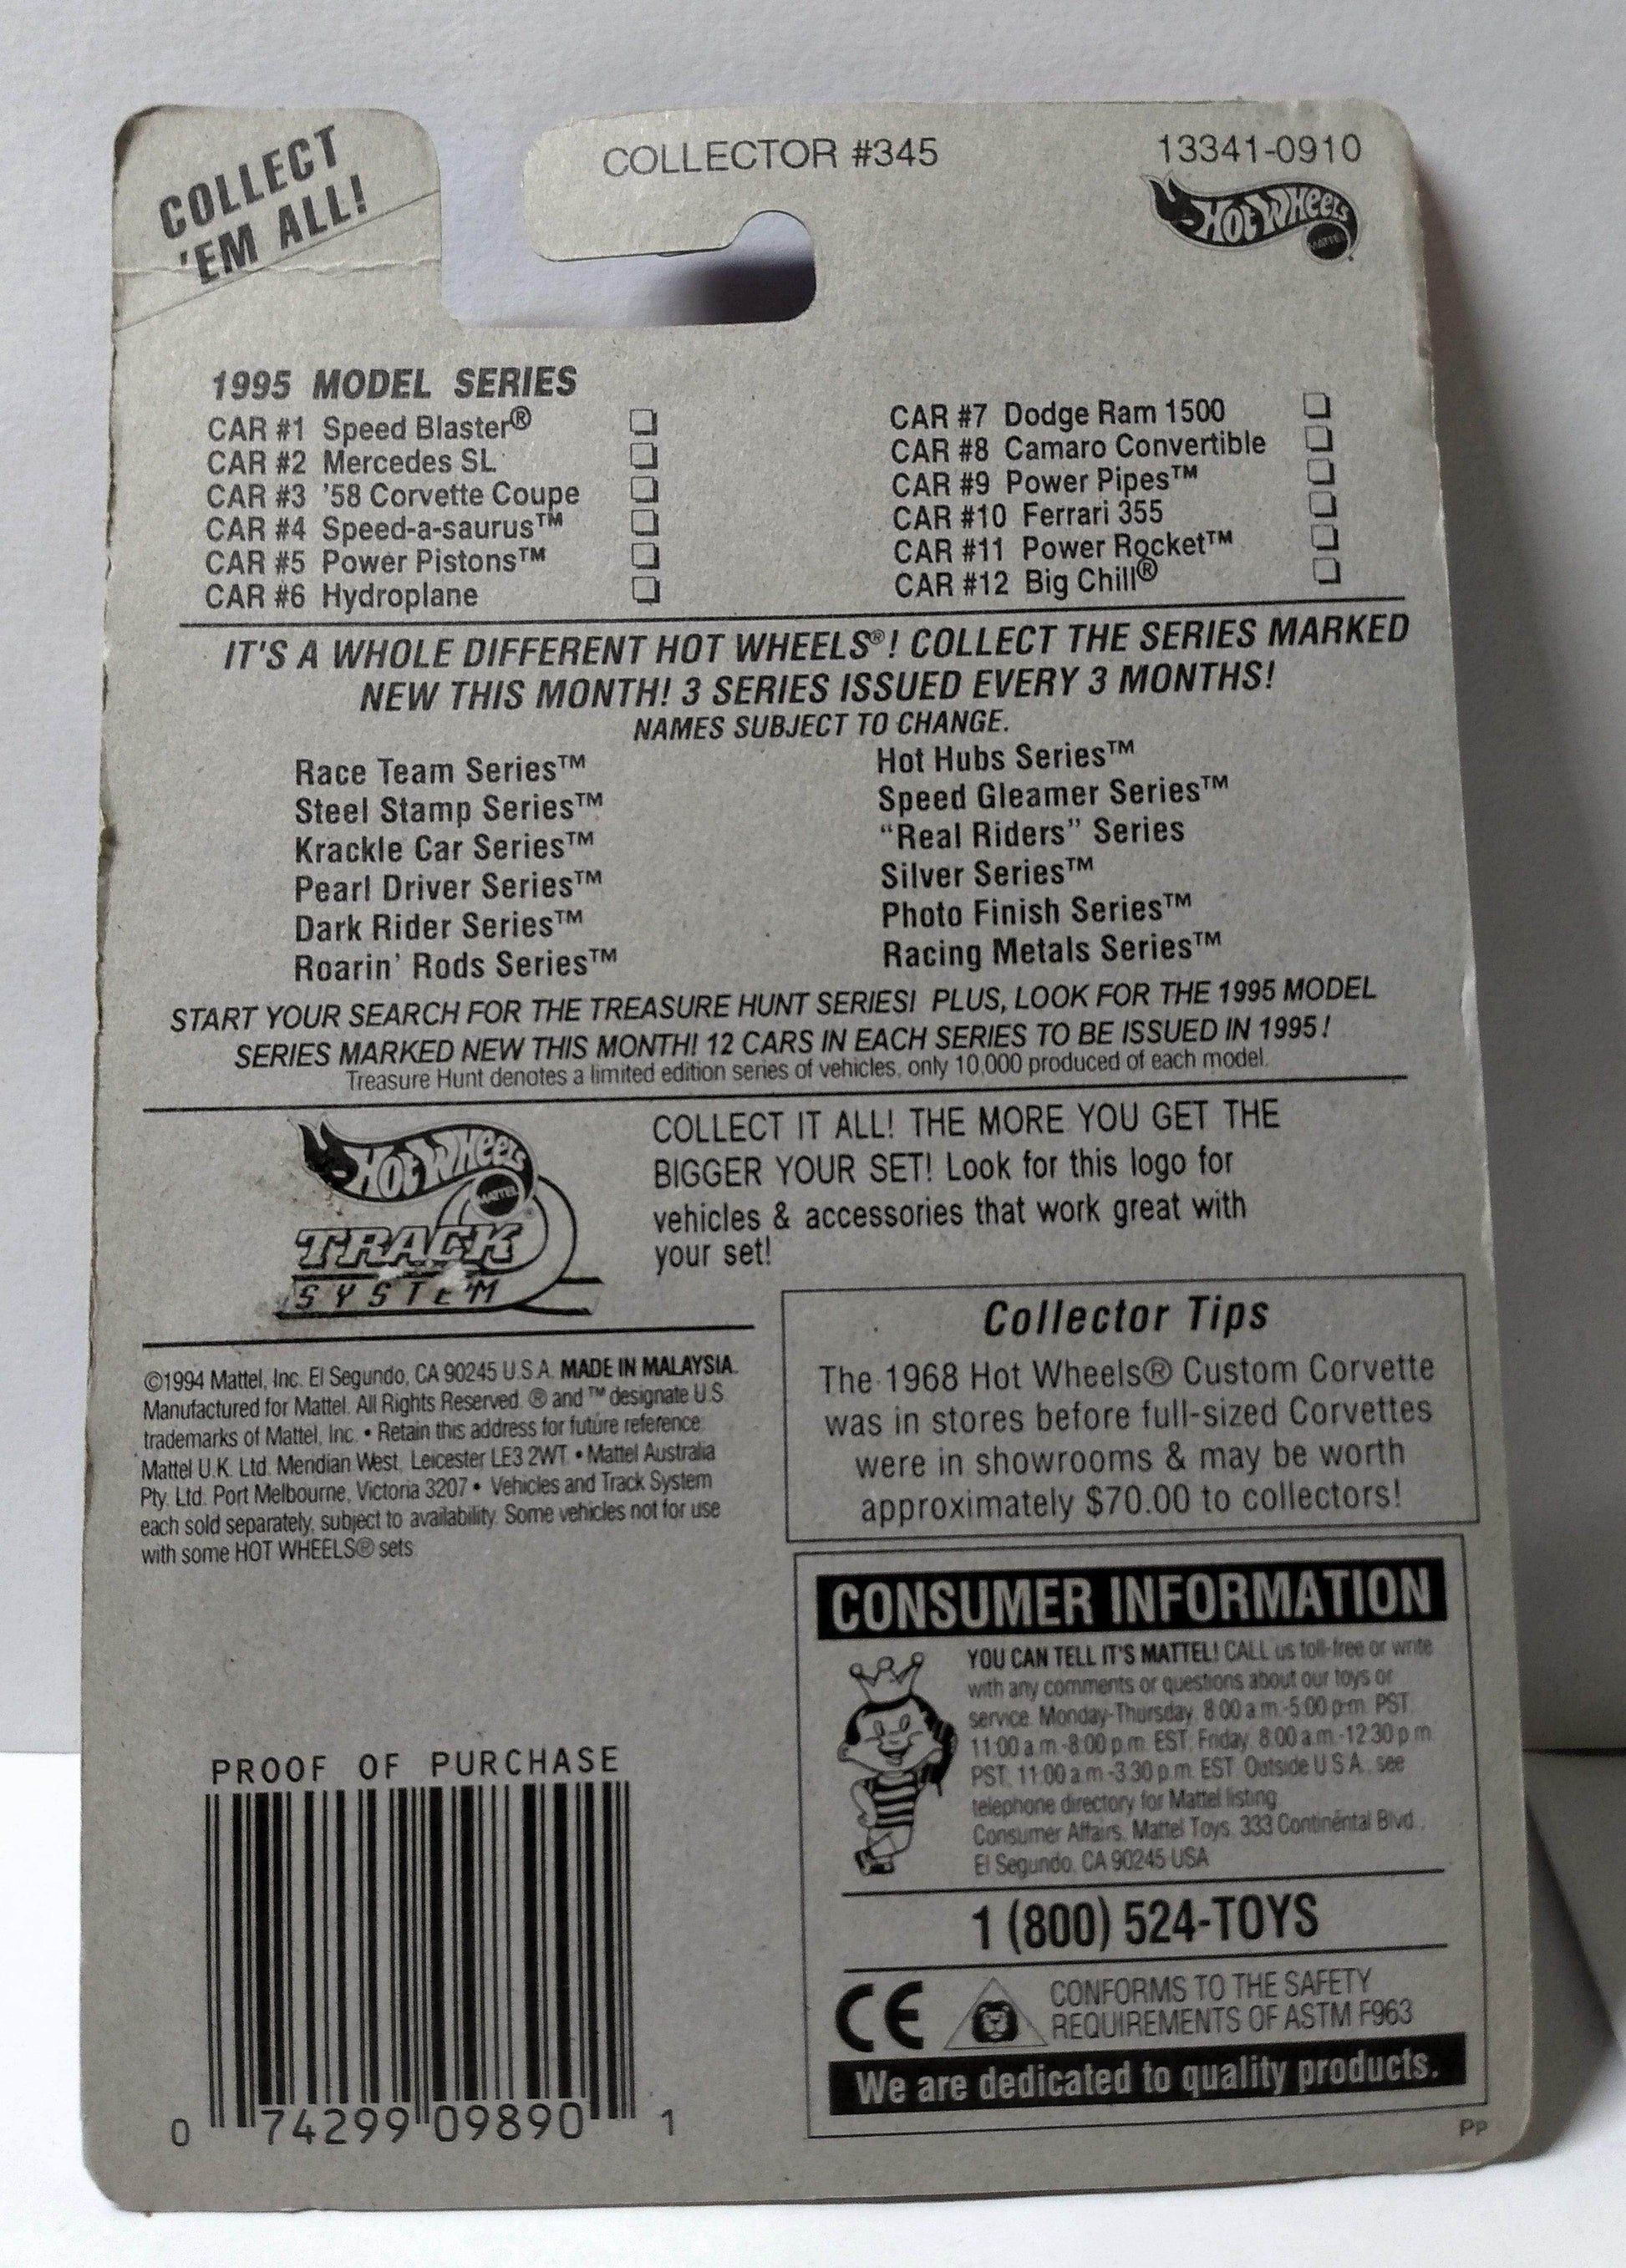 COLLECT
'EM ALL!
COLLECTOR #345
13341-0910
Hot Wheels
MATTEL
1995 MODEL SERIES
CAR #1 Speed Blaster®
CAR #2 Mercedes SL
CAR #3 '58 Corvette Coupe
CAR #4 Speed-a-saurus™
CAR #5 Power Pistons™
CAR #6 Hydroplane
CAR #7 Dodge Ram 1500
CAR #8 Camaro Convertible
CAR #9 Power Pipes™
CAR #10 Ferrari 355
CAR #11 Power Rocket™
CAR #12 Big Chill®
IT'S A WHOLE DIFFERENT HOT WHEELS®! COLLECT THE SERIES MARKED
NEW THIS MONTH! 3 SERIES ISSUED EVERY 3 MONTHS!
NAMES SUBJECT TO CHANGE.
Race Team Series™
Steel Stamp Series™
Krackle Car Series™
Pearl Driver Series™
Dark Rider Series™
Roarin' Rods Series™
Hot Hubs Series™
Speed Gleamer Series™
“Real Riders” Series
Silver Series™
Photo Finish Series™
Racing Metals Series™
START YOUR SEARCH FOR THE TREASURE HUNT SERIES! PLUS, LOOK FOR THE 1995 MODEL
SERIES MARKED NEW THIS MONTH! 12 CARS IN EACH SERIES TO BE ISSUED IN 1995!
Treasure Hunt denotes a limited edition series of vehicles, only 10,000 produced of each model.
Hot Wheels
MATTEL
TRACK
SYSTEM
COLLECT IT ALL! THE MORE YOU GET THE
BIGGER YOUR SET! Look for this logo for
vehicles & accessories that work great with
your set!
©1994 Mattel, Inc. El Segundo, CA 90245 U.S.A. MADE IN MALAYSIA.
Manufactured for Mattel. All Rights Reserved. ® and ™ designate U.S.
trademarks of Mattel, Inc. • Retain this address for future reference:
Mattel U.K. Ltd. Meridian West, Leicester LE3 2WT. • Mattel Australia
Pty. Ltd. Port Melbourne, Victoria 3207 • Vehicles and Track System
each sold separately, subject to availability. Some vehicles not for use
with some HOT WHEELS® sets.
Collector Tips
The 1968 Hot Wheels® Custom Corvette
was in stores before full-sized Corvettes
were in showrooms & may be worth
approximately $70.00 to collectors!
CONSUMER INFORMATION
YOU CAN TELL IT'S MATTEL! CALL us toll-free or write
with any comments or questions about our toys or
service. Monday-Thursday, 8:00 a.m.-5:00 p.m. PST,
11:00 a.m.-8:00 p.m. EST; Friday, 8:00 a.m.-12:30 p.m.
PST, 11:00 a.m.-3:30 p.m. EST. Outside U.S.A., see
telephone directory for Mattel listing.
Consumer Affairs, Mattel Toys, 333 Continental Blvd.,
El Segundo, CA 90245 USA
1 (800) 524-TOYS
CE
CONFORMS TO THE SAFETY
REQUIREMENTS OF ASTM F963
We are dedicated to quality products.
PROOF OF PURCHASE
0 74299 09890 1
PP